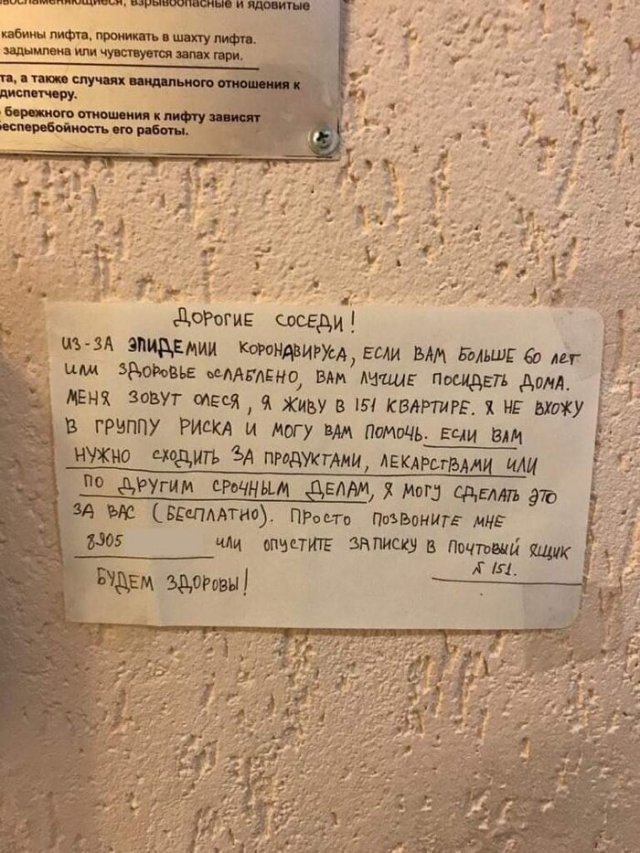 взрывоопасные и ядовитые
кабины лифта, проникать в шахту лифта.
задымлена или чувствуется запах гари.
а также случаях вандального отношения к
диспетчеру.
бережного отношения к лифту зависят
бесперебойность его работы.
ДОРОГИЕ СОСЕДИ!
ИЗ-ЗА ЭПИДЕМИИ КОРОНАВИРУСА, ЕСЛИ ВАМ БОЛЬШЕ 60 ЛЕТ
ИЛИ ЗДОРОВЬЕ ОСЛАБЛЕНО, ВАМ ЛУЧШЕ ПОСИДЕТЬ ДОМА.
МЕНЯ ЗОВУТ ОЛЕСЯ, Я ЖИВУ В 151 КВАРТИРЕ. Я НЕ ВХОЖУ
В ГРУППУ РИСКА И МОГУ ВАМ ПОМОЧЬ. ЕСЛИ ВАМ
НУЖНО СХОДИТЬ ЗА ПРОДУКТАМИ, ЛЕКАРСТВАМИ ИЛИ
ПО ДРУГИМ СРОЧНЫМ ДЕЛАМ, Я МОГУ СДЕЛАТЬ ЭТО
ЗА ВАС (БЕСПЛАТНО). ПРОСТО ПОЗВОНИТЕ МНЕ
8905 ИЛИ ОПУСТИТЕ ЗАПИСКУ В ПОЧТОВЫЙ ЯЩИК
№ 151.
БУДЕМ ЗДОРОВЫ!